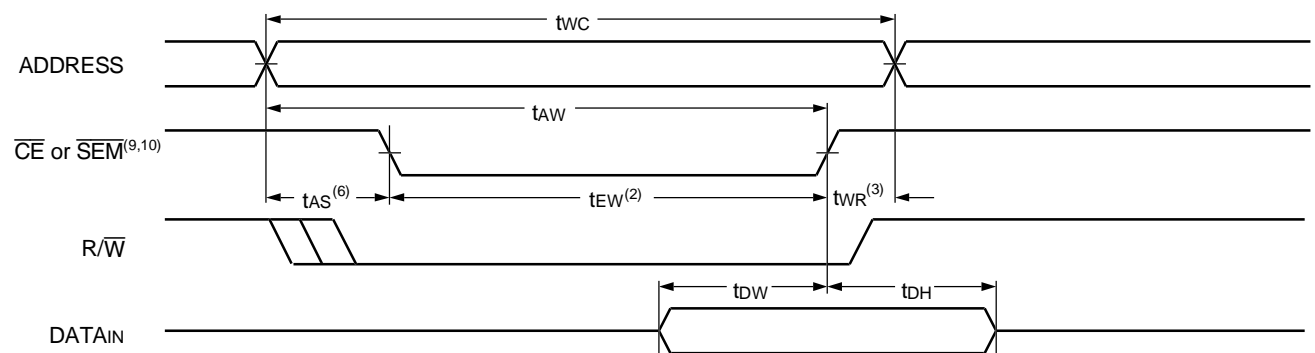 tWC
ADDRESS
tAW
CE or SEM(9,10)
tAS(6)
tEW(2)
tWR(3)
R/W
tDW
tDH
DATAIN